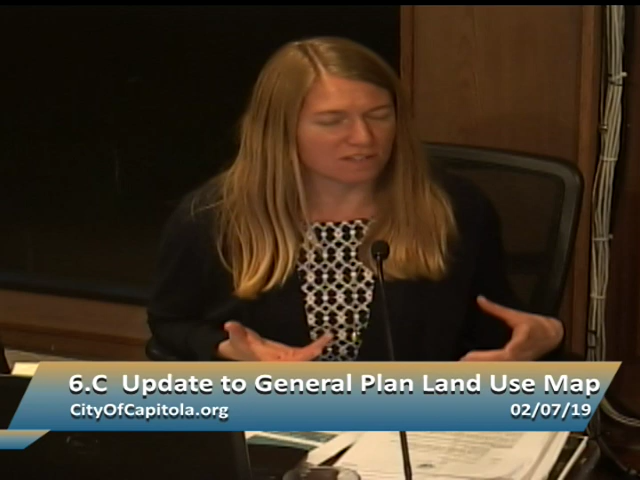 6.C Update to General Plan Land Use Map
CityOfCapitola.org 02/07/19